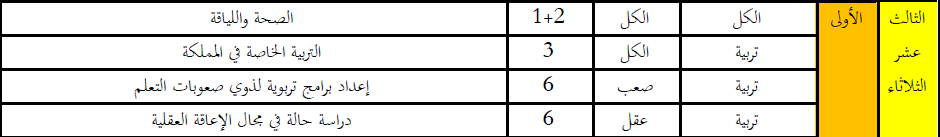 الثالث عشر الثلاثاء
الأولى
الكل الكل 1+2 الصحة واللياقة
تربية الكل 3 التربية الخاصة في المملكة
تربية صعب 6 إعداد برامج تربوية لذوي صعوبات التعلم
تربية عقل 6 دراسة حالة في مجال الإعاقة العقلية